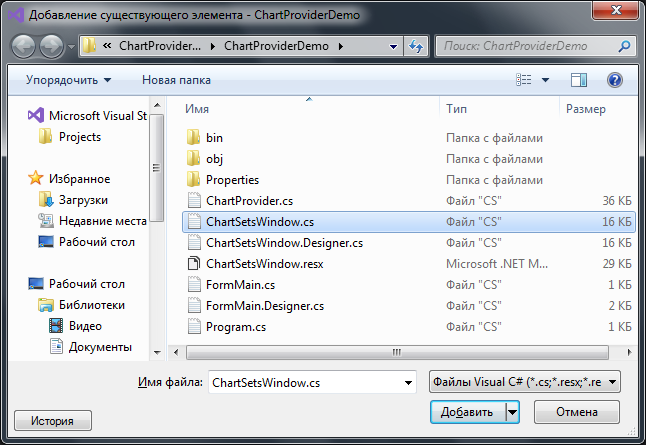 Добавление существующего элемента - ChartProviderDemo
« ChartProvider... ChartProviderDemo
Поиск: ChartProviderDemo
Упорядочить Новая папка
Microsoft Visual St
Projects
Избранное
Загрузки
Недавние места
Рабочий стол
Рабочий стол
Библиотеки
Видео
Документы
Имя Тип Размер
bin Папка с файлами
obj Папка с файлами
Properties Папка с файлами
ChartProvider.cs Файл "CS" 36 КБ
ChartSetsWindow.cs Файл "CS" 16 КБ
ChartSetsWindow.Designer.cs Файл "CS" 16 КБ
ChartSetsWindow.resx Microsoft .NET M... 29 КБ
FormMain.cs Файл "CS" 1 КБ
FormMain.Designer.cs Файл "CS" 2 КБ
Program.cs Файл "CS" 1 КБ
Имя файла: ChartSetsWindow.cs Файлы Visual C# (*.cs;*.resx;*.re
Добавить Отмена
История